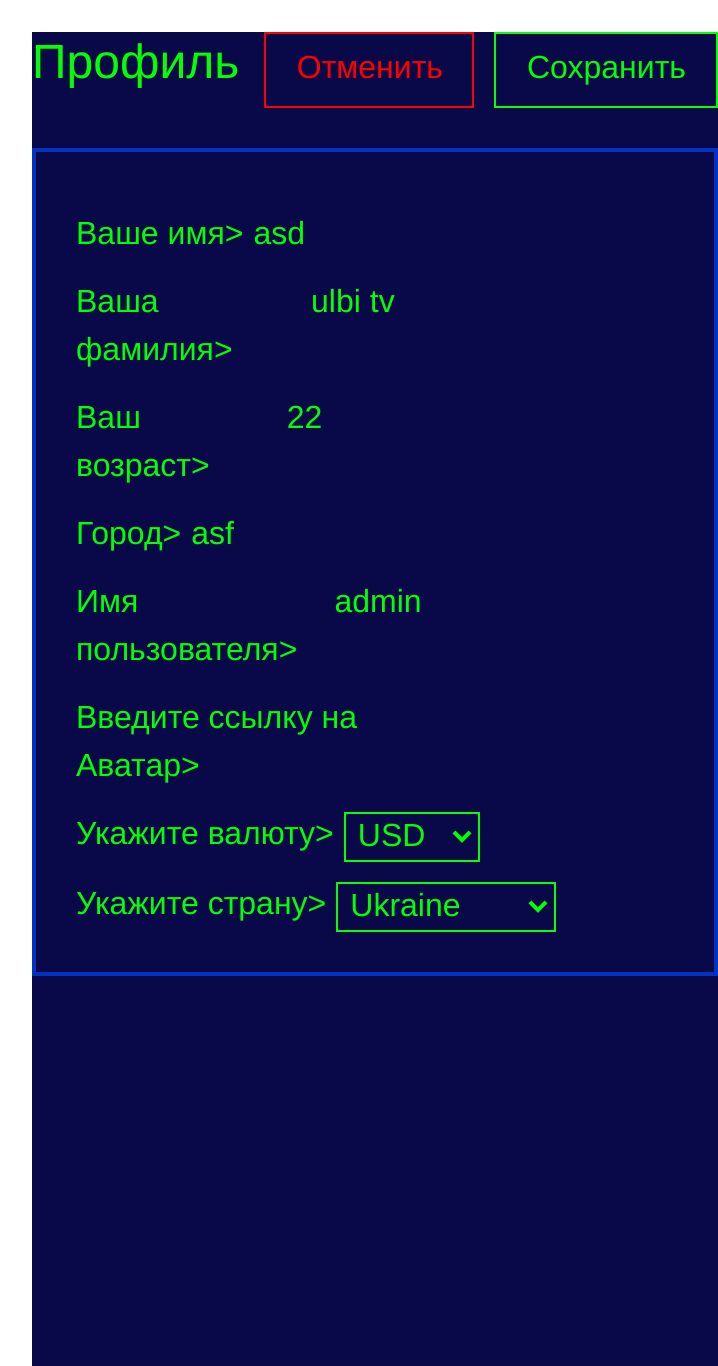 Профиль Отменить Сохранить
Ваше имя> asd
Ваша ulbi tv
фамилия>
Ваш 22
возраст>
Город> asf
Имя admin
пользователя>
Введите ссылку на
Аватар>
Укажите валюту> USD
Укажите страну> Ukraine